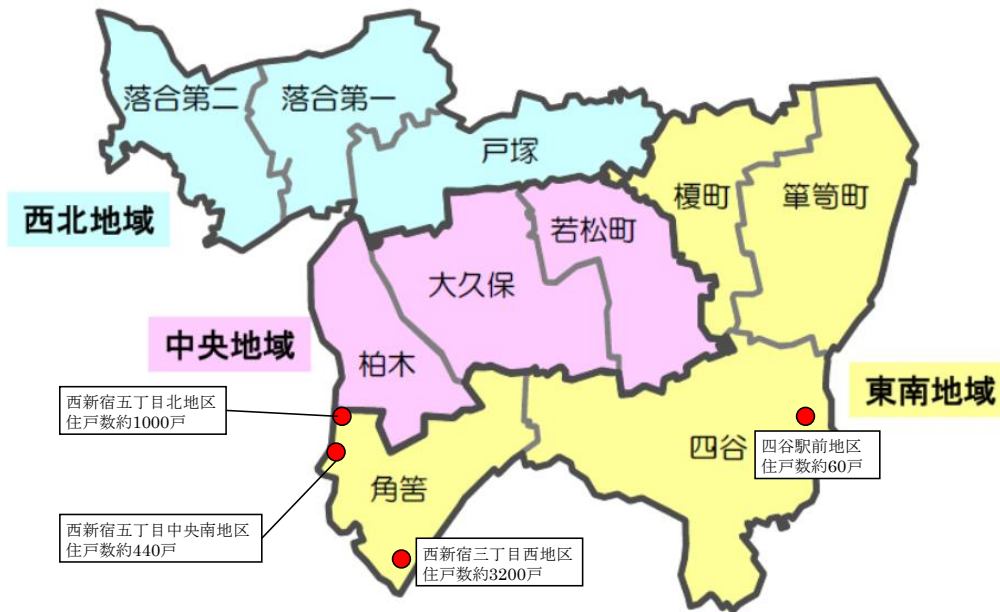 落合第二
落合第一
戸塚
榎町
箪笥町
西北地域
若松町
大久保
中央地域
柏木
東南地域
西新宿五丁目北地区
住戸数約1000戸
四谷
四谷駅前地区
住戸数約60戸
角筈
西新宿五丁目中央南地区
住戸数約440戸
西新宿三丁目西地区
住戸数約3200戸